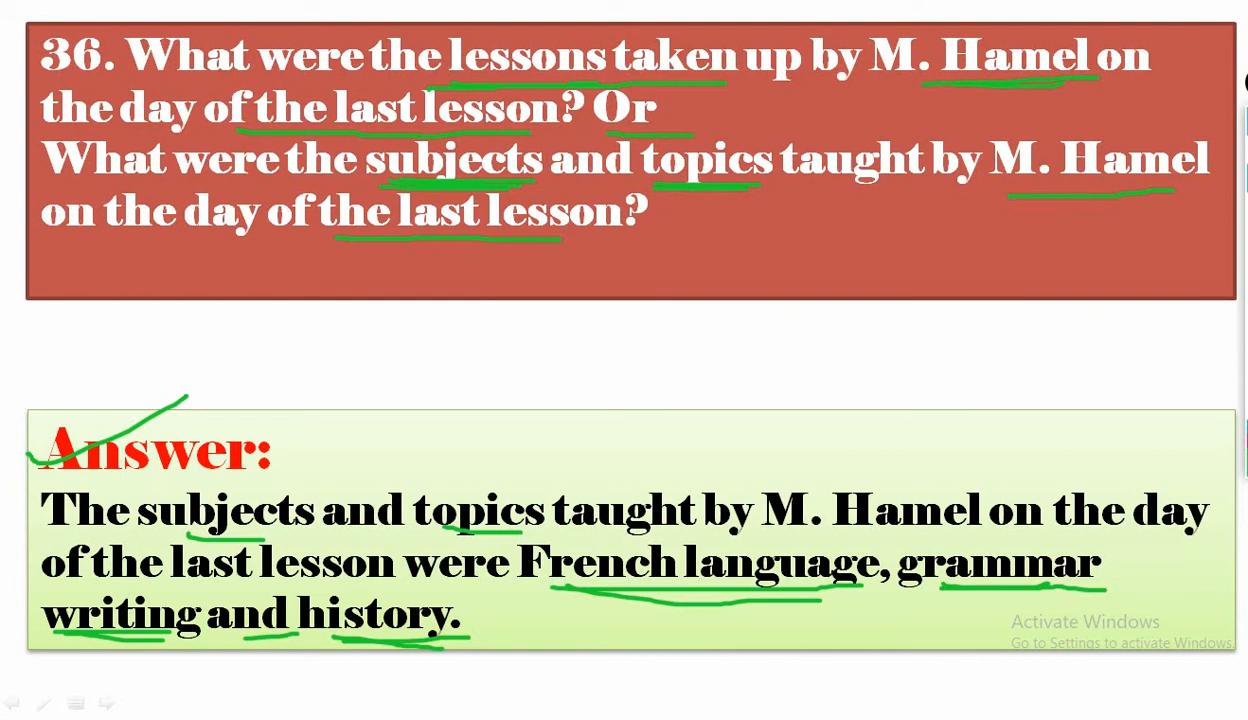 36. What were the lessons taken up by M. Hamel on
the day of the last lesson? Or
What were the subjects and topics taught by M. Hamel
on the day of the last lesson?
Answer:
The subjects and topics taught by M. Hamel on the day
of the last lesson were French language, grammar
writing and history.
Activate Windows
Go to Settings to activate Windows.